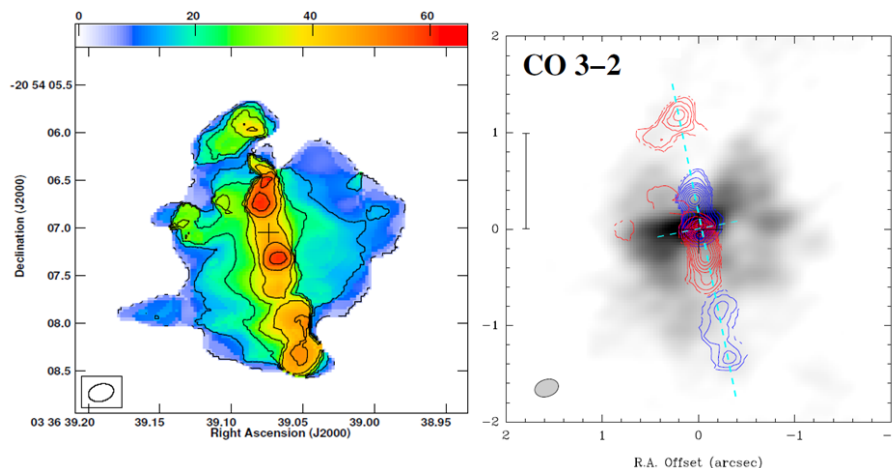 0 20 40 60
CO 3–2
2
1
0
-1
-2
-20 54 05.5
06.0
06.5
07.0
07.5
08.0
08.5
Declination (J2000)
03 36 39.20 39.15 39.10 39.05 39.00 38.95
Right Ascension (J2000)
2 1 0 -1 -2
R.A. Offset (arcsec)